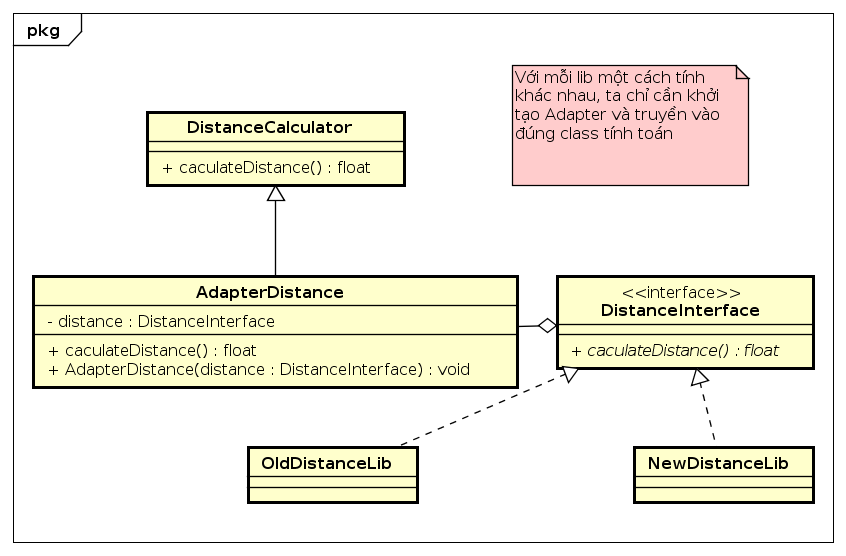 pkg
Với mỗi lib một cách tính
khác nhau, ta chỉ cần khởi
tạo Adapter và truyền vào
đúng class tính toán
DistanceCalculator
+ caculateDistance() : float
AdapterDistance
- distance : DistanceInterface
+ caculateDistance() : float
+ AdapterDistance(distance : DistanceInterface) : void
<<interface>>
DistanceInterface
+ caculateDistance() : float
OldDistanceLib
NewDistanceLib